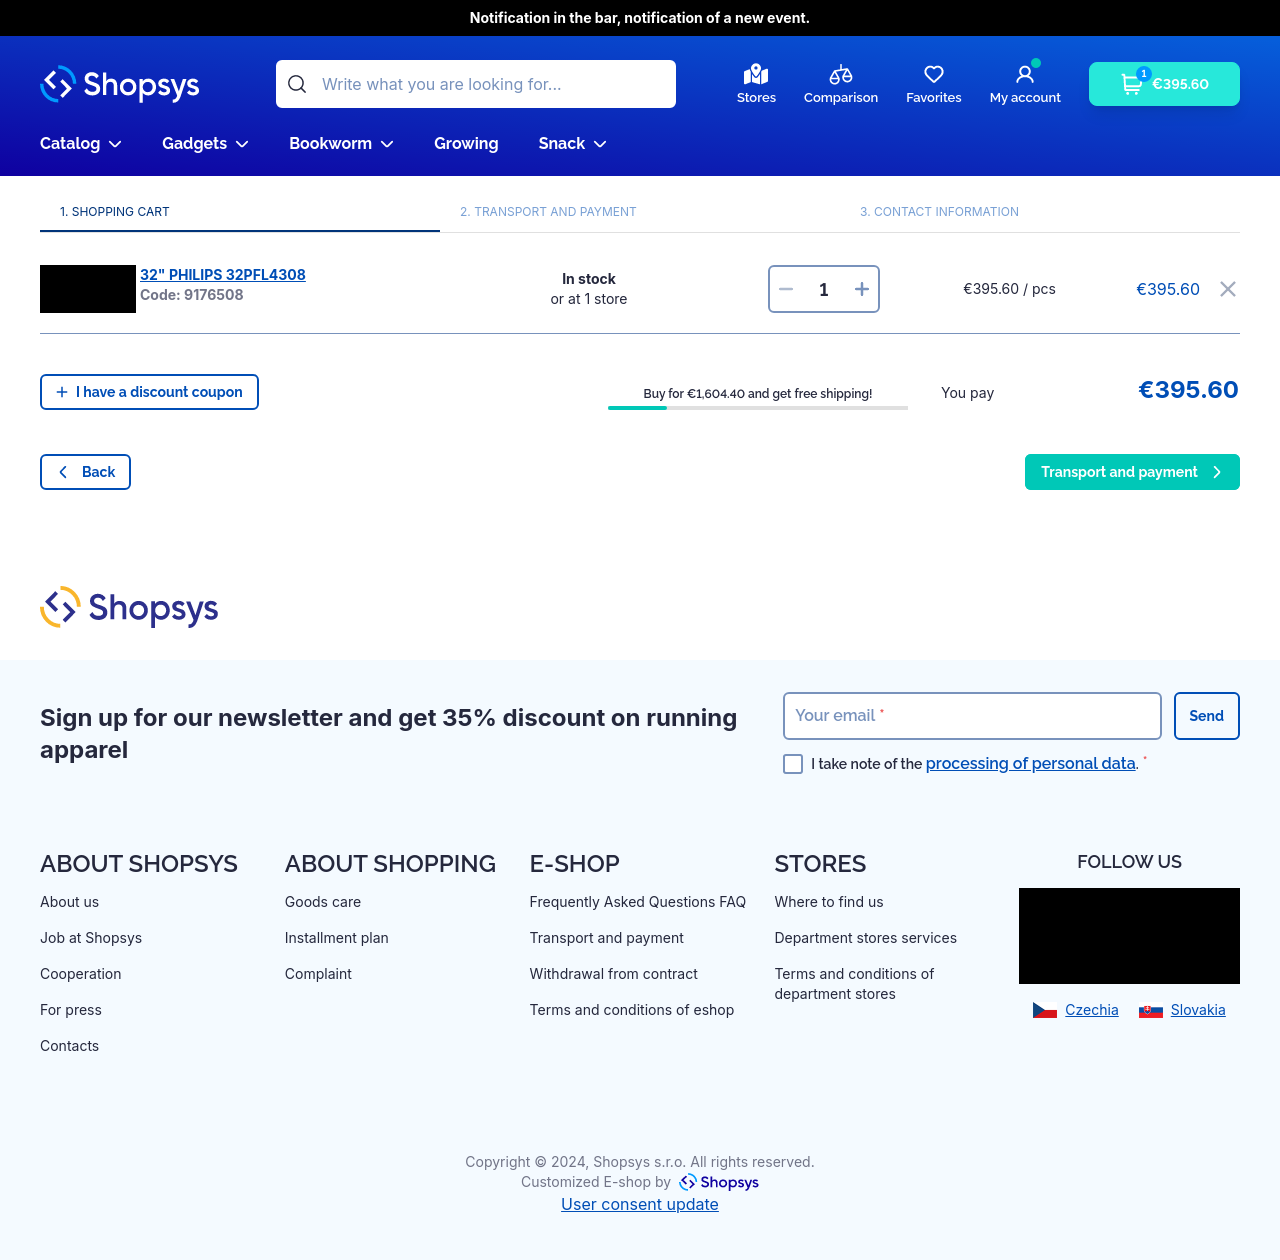 Notification in the bar, notification of a new event.
Shopsys
Write what you are looking for...
Stores
Comparison
Favorites
My account
1
€395.60
Catalog
Gadgets
Bookworm
Growing
Snack
1. SHOPPING CART
2. TRANSPORT AND PAYMENT
3. CONTACT INFORMATION
32" PHILIPS 32PFL4308
Code: 9176508
In stock
or at 1 store
1
€395.60 / pcs
€395.60
I have a discount coupon
Buy for €1,604.40 and get free shipping!
You pay
€395.60
Back
Transport and payment
Shopsys
Sign up for our newsletter and get 35% discount on running
apparel
Your email *
Send
I take note of the processing of personal data. *
ABOUT SHOPSYS
About us
Job at Shopsys
Cooperation
For press
Contacts
ABOUT SHOPPING
Goods care
Installment plan
Complaint
E-SHOP
Frequently Asked Questions FAQ
Transport and payment
Withdrawal from contract
Terms and conditions of eshop
STORES
Where to find us
Department stores services
Terms and conditions of
department stores
FOLLOW US
Czechia
Slovakia
Copyright © 2024, Shopsys s.r.o. All rights reserved.
Customized E-shop by Shopsys
User consent update